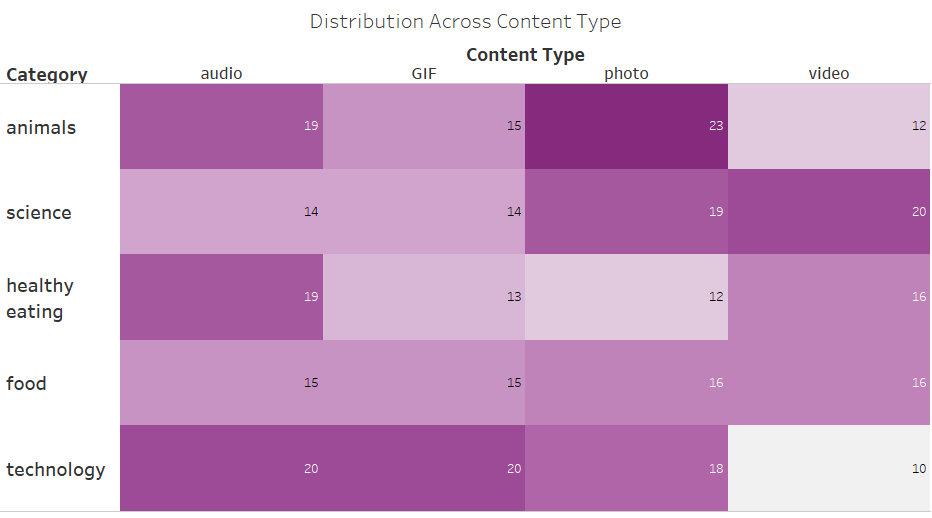 Distribution Across Content Type
Content Type
Category audio GIF photo video
animals 19 15 23 12
science 14 14 19 20
healthy
eating 19 13 12 16
food 15 15 16 16
technology 20 20 18 10